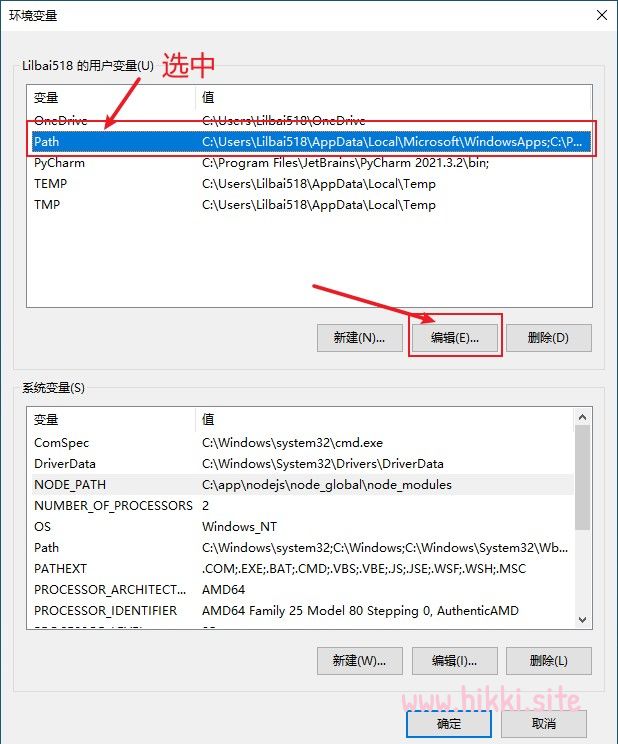 环境变量
Lilbai518 的用户变量(U) 选中
变量 值
OneDrive C:\Users\Lilbai518\OneDrive
Path C:\Users\Lilbai518\AppData\Local\Microsoft\WindowsApps;C:\P...
PyCharm C:\Program Files\JetBrains\PyCharm 2021.3.2\bin;
TEMP C:\Users\Lilbai518\AppData\Local\Temp
TMP C:\Users\Lilbai518\AppData\Local\Temp
新建(N)... 编辑(E)... 删除(D)
系统变量(S)
变量 值
ComSpec C:\Windows\system32\cmd.exe
DriverData C:\Windows\System32\Drivers\DriverData
NODE_PATH C:\app\nodejs\node_global\node_modules
NUMBER_OF_PROCESSORS 2
OS Windows_NT
Path C:\Windows\system32;C:\Windows;C:\Windows\System32\Wb...
PATHEXT .COM;.EXE;.BAT;.CMD;.VBS;.VBE;.JS;.JSE;.WSF;.WSH;.MSC
PROCESSOR_ARCHITECT... AMD64
PROCESSOR_IDENTIFIER AMD64 Family 25 Model 80 Stepping 0, AuthenticAMD
新建(W)... 编辑(I)... 删除(L)
www.hikki.site
确定 取消